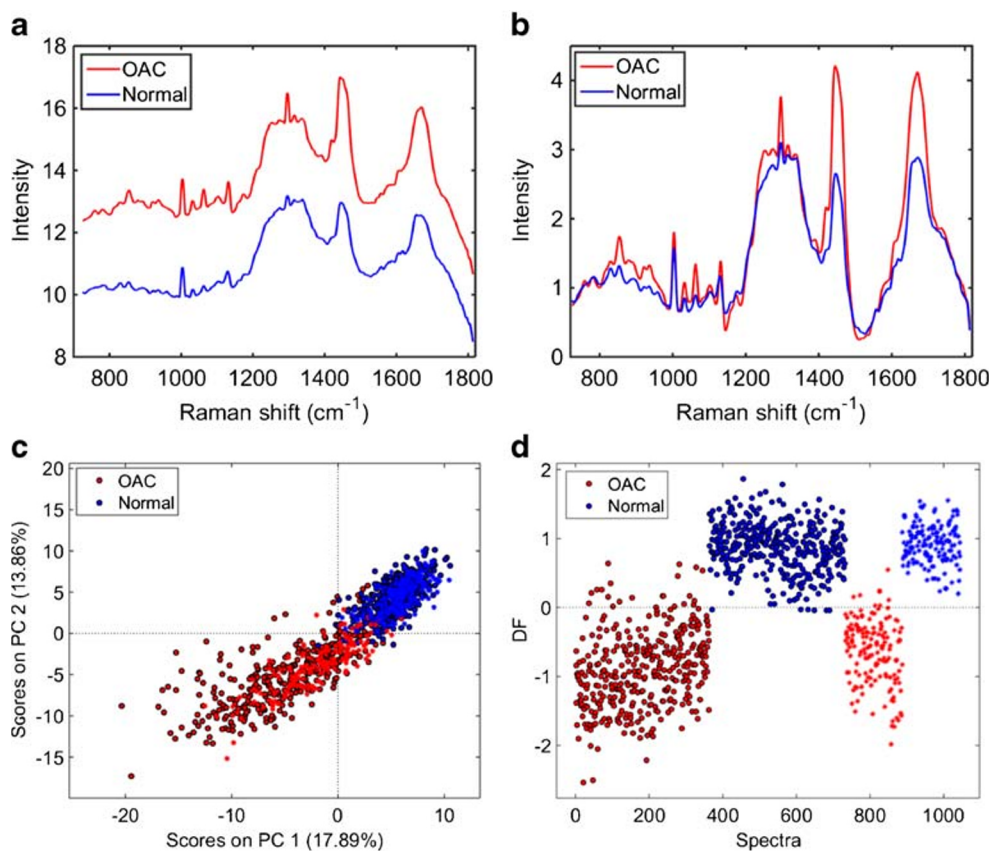 a
OAC
Normal
Intensity
18
16
14
12
10
8
800 1000 1200 1400 1600 1800
Raman shift (cm⁻¹)
b
OAC
Normal
Intensity
4
3
2
1
0
800 1000 1200 1400 1600 1800
Raman shift (cm⁻¹)
c
OAC
Normal
Scores on PC 2 (13.86%)
20
15
10
5
0
-5
-10
-15
-20 -10 0 10
Scores on PC 1 (17.89%)
d
OAC
Normal
DF
2
1
0
-1
-2
0 200 400 600 800 1000
Spectra